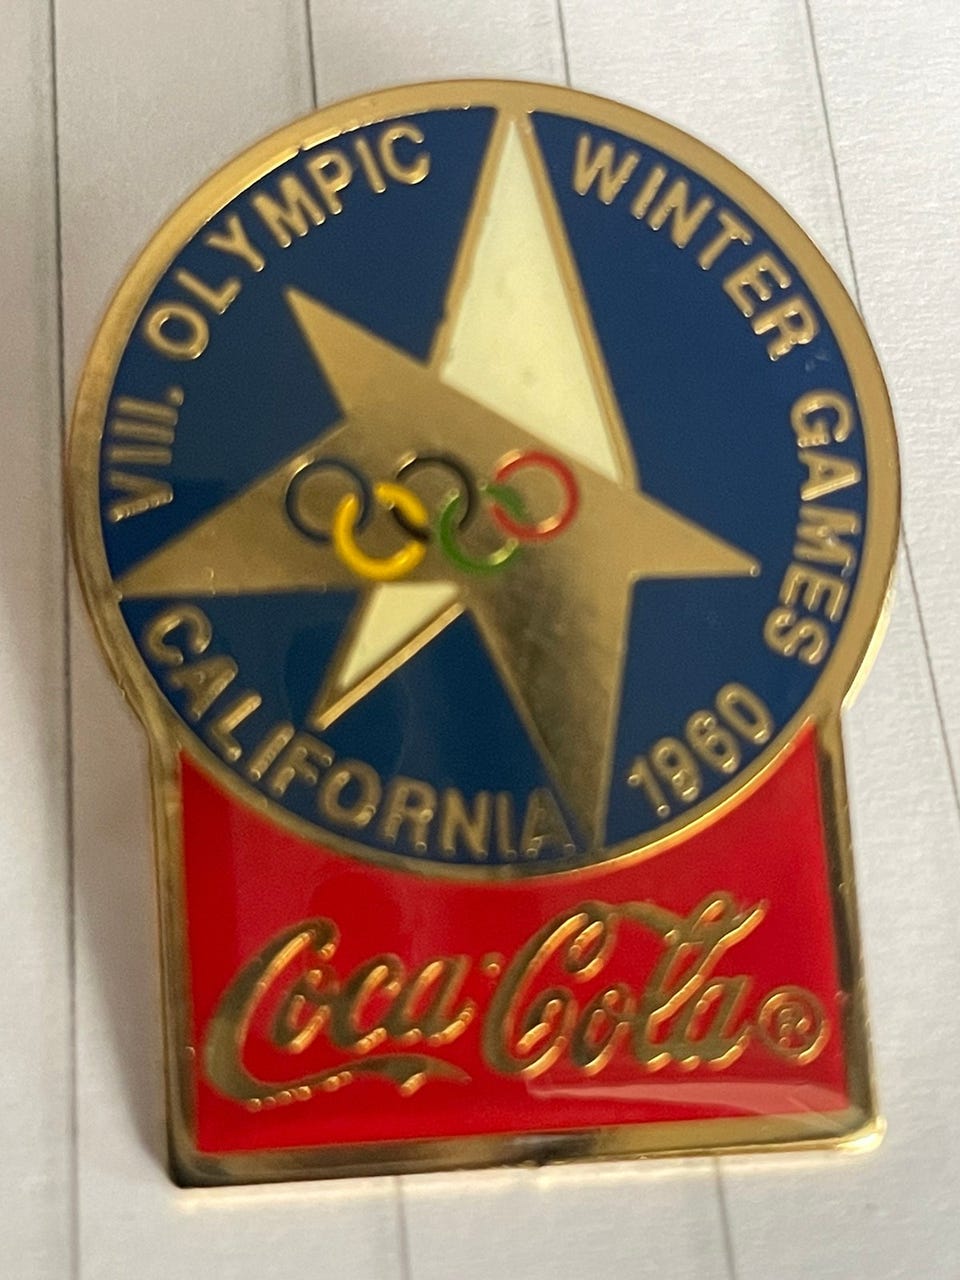 VIII. OLYMPIC WINTER GAMES
CALIFORNIA 1960
Coca-Cola®